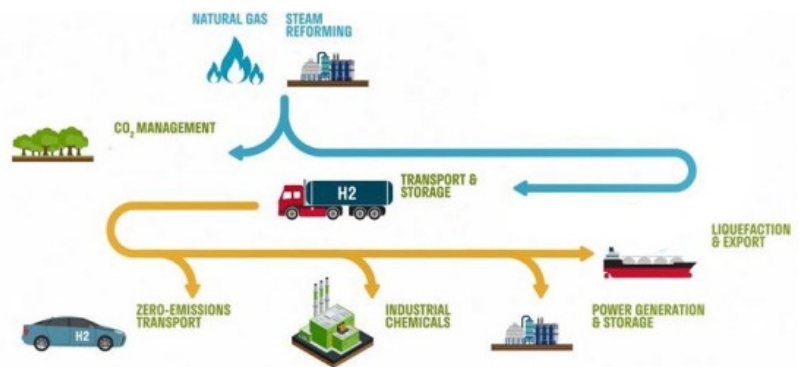 NATURAL GAS
STEAM
REFORMING
CO₂ MANAGEMENT
H2
TRANSPORT &
STORAGE
LIQUEFACTION
& EXPORT
H2
ZERO-EMISSIONS
TRANSPORT
INDUSTRIAL
CHEMICALS
POWER GENERATION
& STORAGE